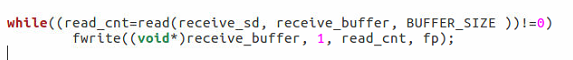 while((read_cnt=read(receive_sd, receive_buffer, BUFFER_SIZE ))!=0)
fwrite((void*)receive_buffer, 1, read_cnt, fp);